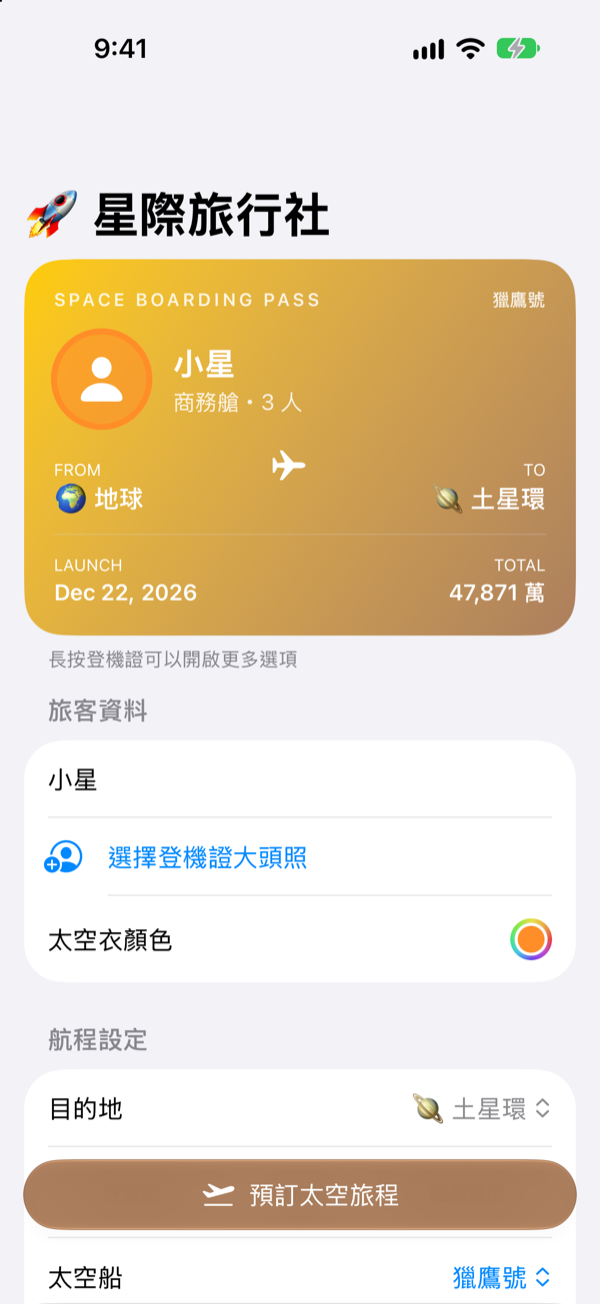 9:41
🚀 星際旅行社
SPACE BOARDING PASS 獵鷹號
小星
商務艙・3 人
FROM TO
🌍 地球 🪐 土星環
LAUNCH TOTAL
Dec 22, 2026 47,871 萬
長按登機證可以開啟更多選項
旅客資料
小星
選擇登機證大頭照
太空衣顏色
航程設定
目的地 🪐 土星環
預訂太空旅程
太空船 獵鷹號